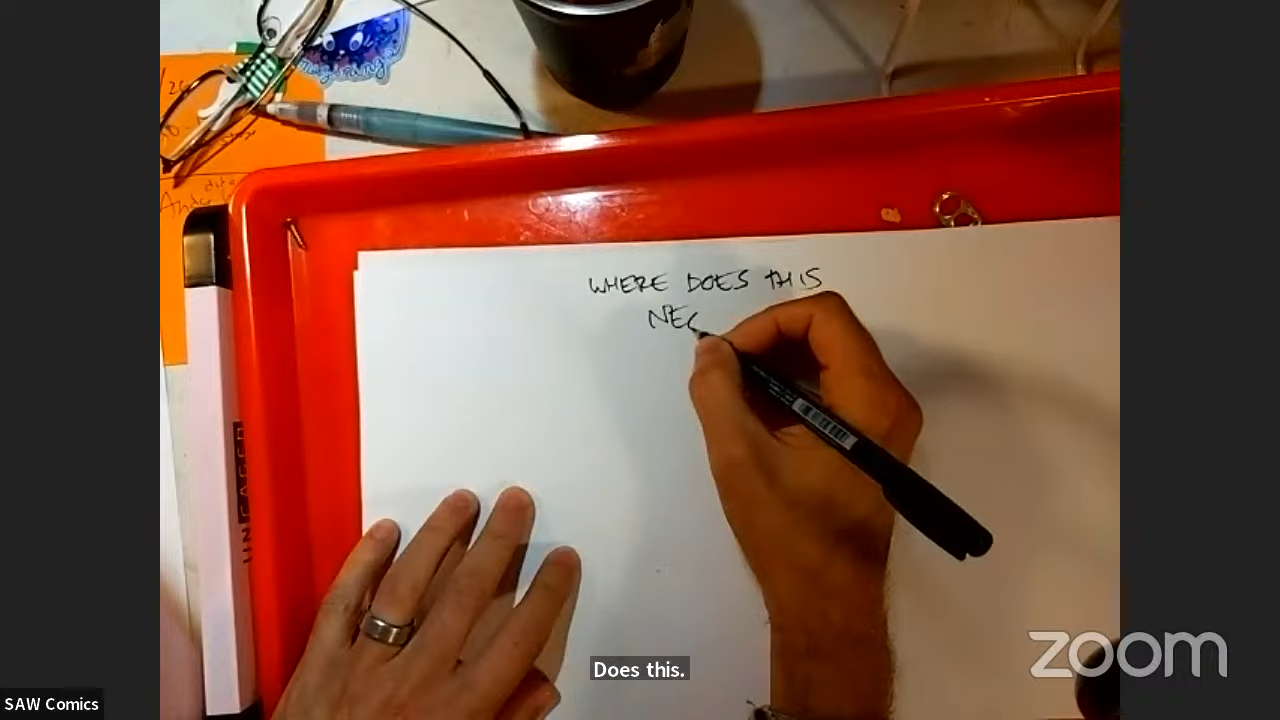 WHERE DOES THIS
NEC
UNCAGED
Does this.
zoom
SAW Comics